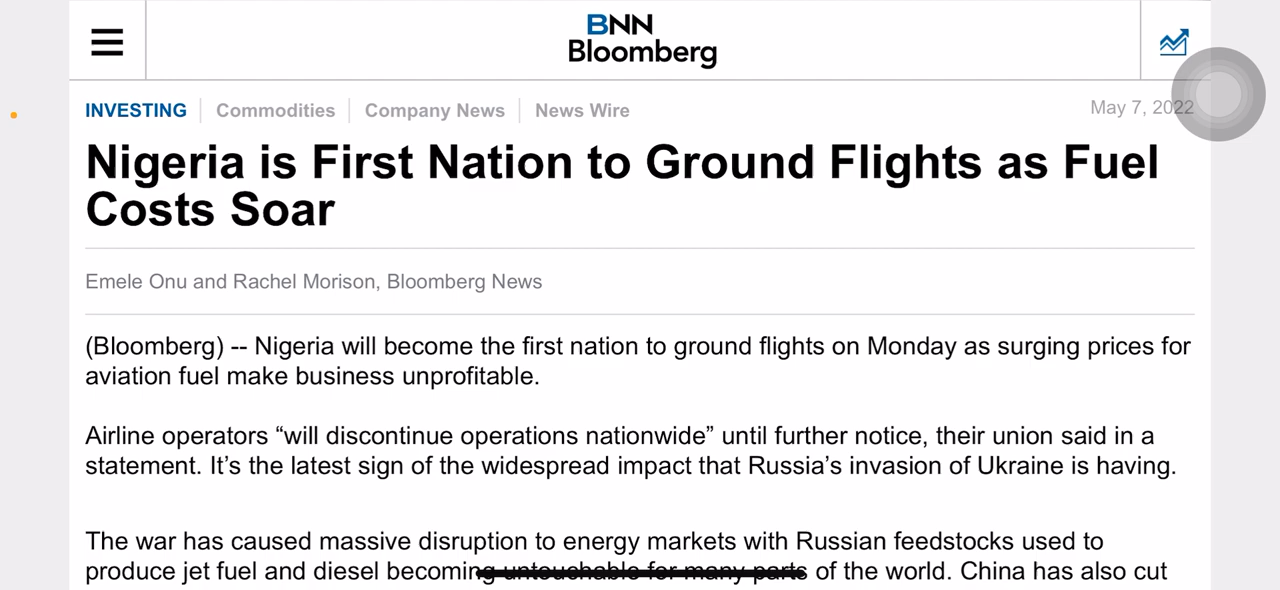 BNN
Bloomberg
INVESTING Commodities Company News News Wire May 7, 2022
Nigeria is First Nation to Ground Flights as Fuel
Costs Soar
Emele Onu and Rachel Morison, Bloomberg News
(Bloomberg) -- Nigeria will become the first nation to ground flights on Monday as surging prices for
aviation fuel make business unprofitable.
Airline operators “will discontinue operations nationwide” until further notice, their union said in a
statement. It’s the latest sign of the widespread impact that Russia’s invasion of Ukraine is having.
The war has caused massive disruption to energy markets with Russian feedstocks used to
produce jet fuel and diesel becoming untouchable for many parts of the world. China has also cut